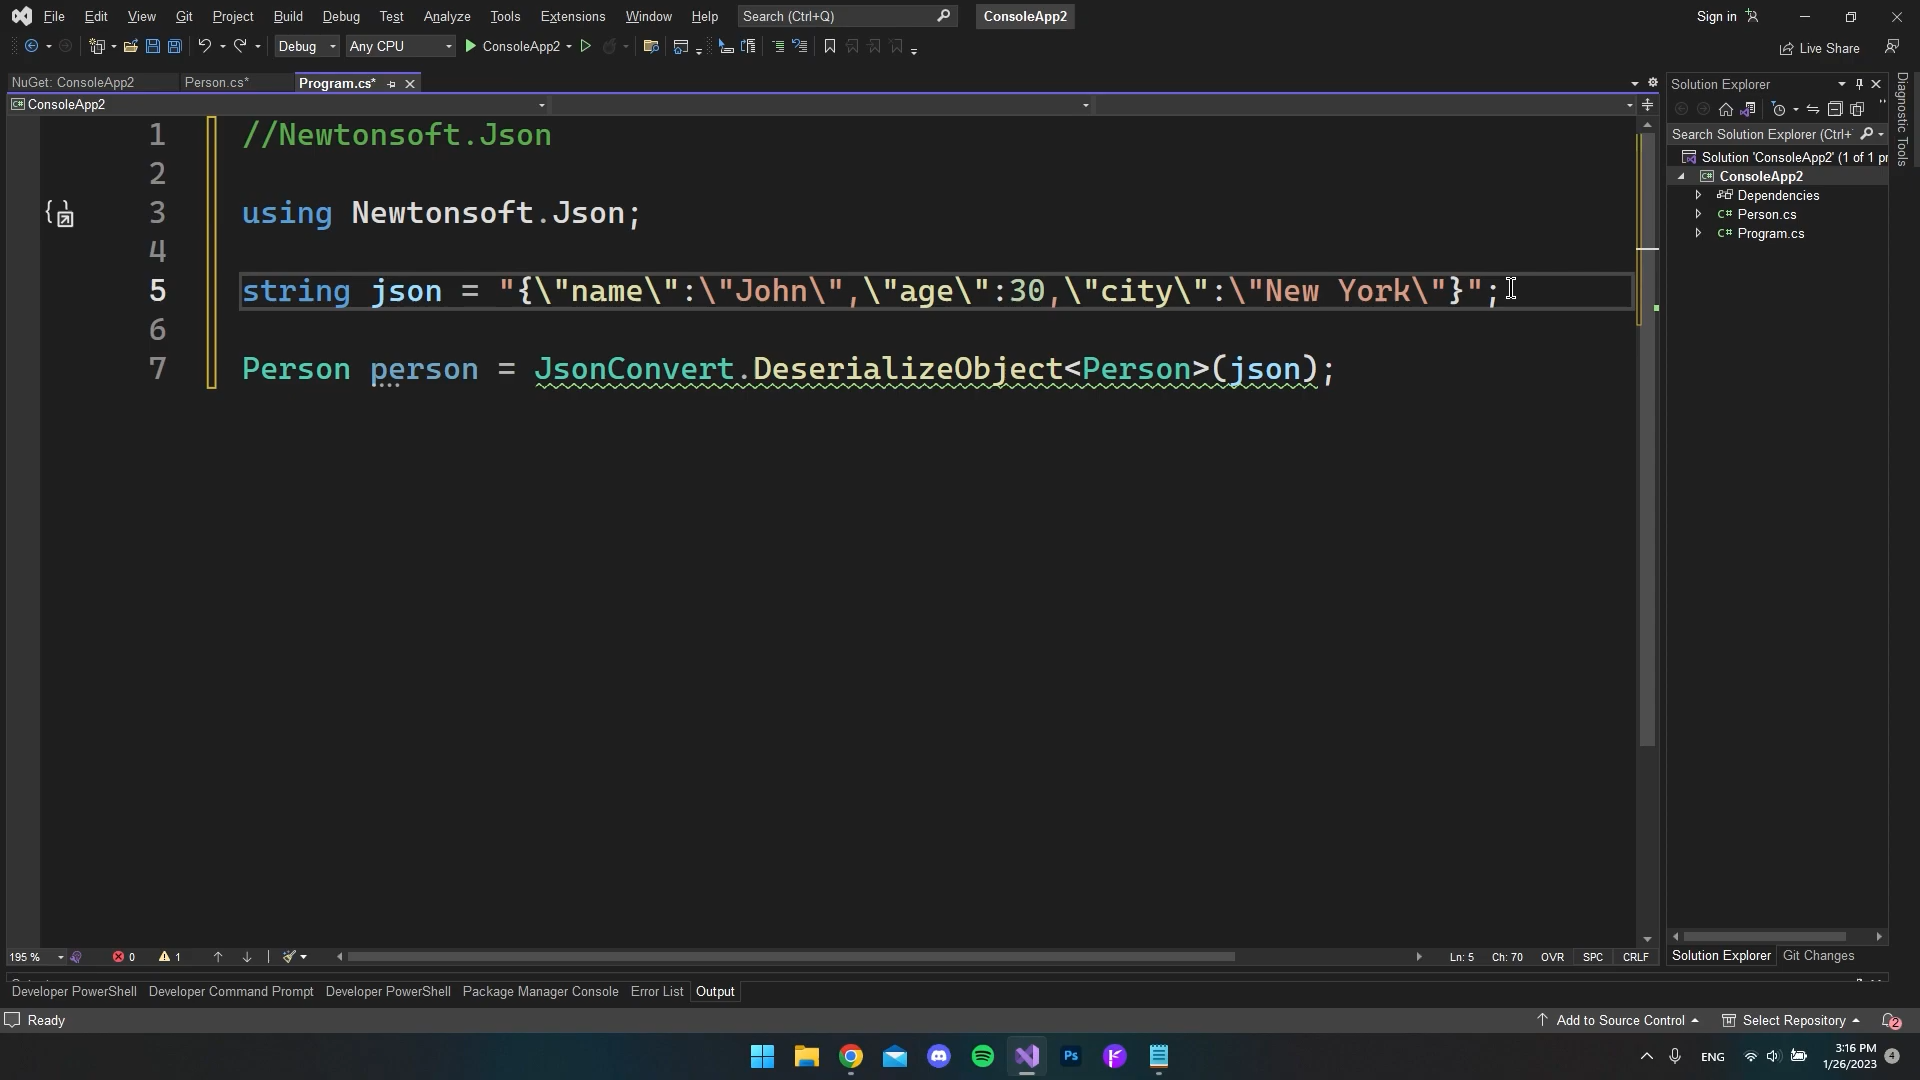 File Edit View Git Project Build Debug Test Analyze Tools Extensions Window Help Search (Ctrl+Q) ConsoleApp2 Sign in
Debug Any CPU ConsoleApp2 Live Share
NuGet: ConsoleApp2 Person.cs* Program.cs*
ConsoleApp2
1 //Newtonsoft.Json
2
3 using Newtonsoft.Json;
4
5 string json = "{\"name\":\"John\",\"age\":30,\"city\":\"New York\"}";
6
7 Person person = JsonConvert.DeserializeObject<Person>(json);
Solution Explorer
Search Solution Explorer (Ctrl+
Solution 'ConsoleApp2' (1 of 1 pr
ConsoleApp2
Dependencies
C# Person.cs
C# Program.cs
Diagnostic Tools
195 % 0 1 Ln: 5 Ch: 70 OVR SPC CRLF
Solution Explorer Git Changes
Developer PowerShell Developer Command Prompt Developer PowerShell Package Manager Console Error List Output
Ready Add to Source Control Select Repository 2
Ps ENG 3:16 PM 4
1/26/2023